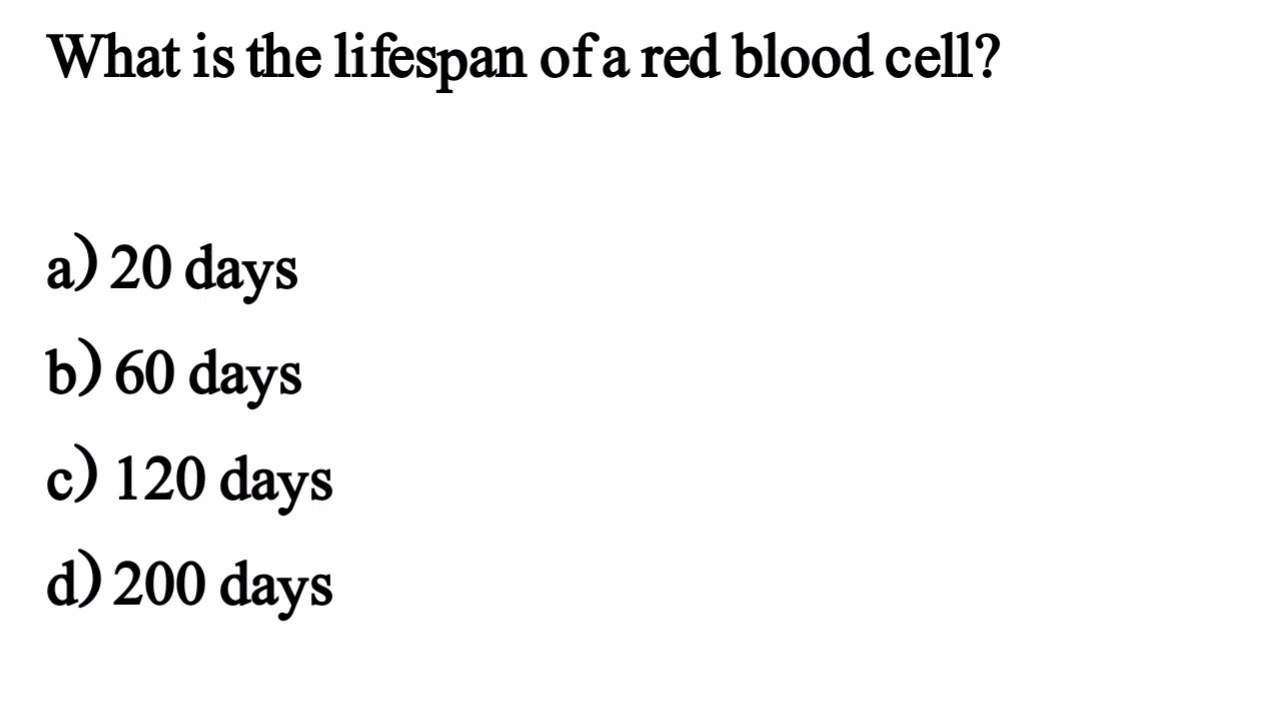 What is the lifespan of a red blood cell?
a) 20 days
b) 60 days
c) 120 days
d) 200 days